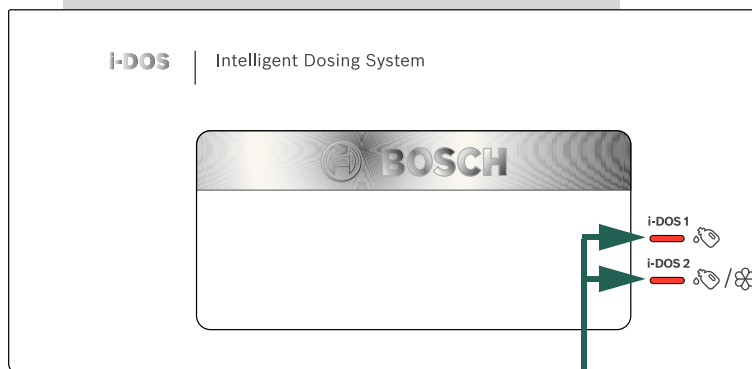 i-DOS | Intelligent Dosing System
BOSCH
i-DOS 1
i-DOS 2
/